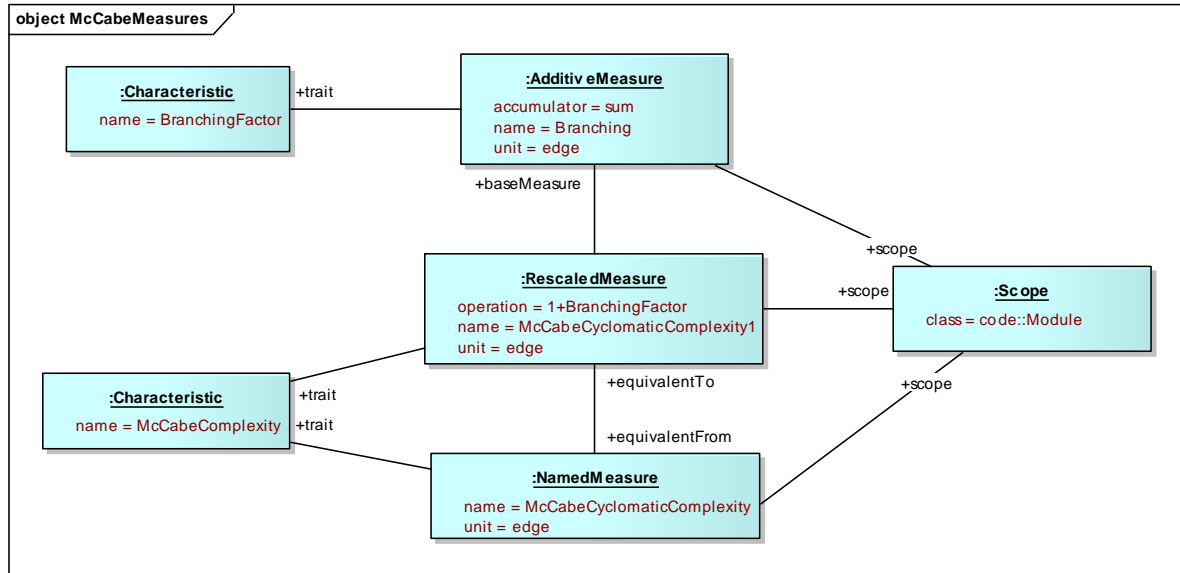 object McCabeMeasures
:Characteristic
name = BranchingFactor
+trait
:AdditiveMeasure
accumulator = sum
name = Branching
unit = edge
+baseMeasure
+scope
:RescaledMeasure
operation = 1+BranchingFactor
name = McCabeCyclomaticComplexity1
unit = edge
+scope
:Scope
class = code::Module
:Characteristic
name = McCabeComplexity
+trait
+trait
+equivalentTo
+equivalentFrom
+scope
:NamedMeasure
name = McCabeCyclomaticComplexity
unit = edge